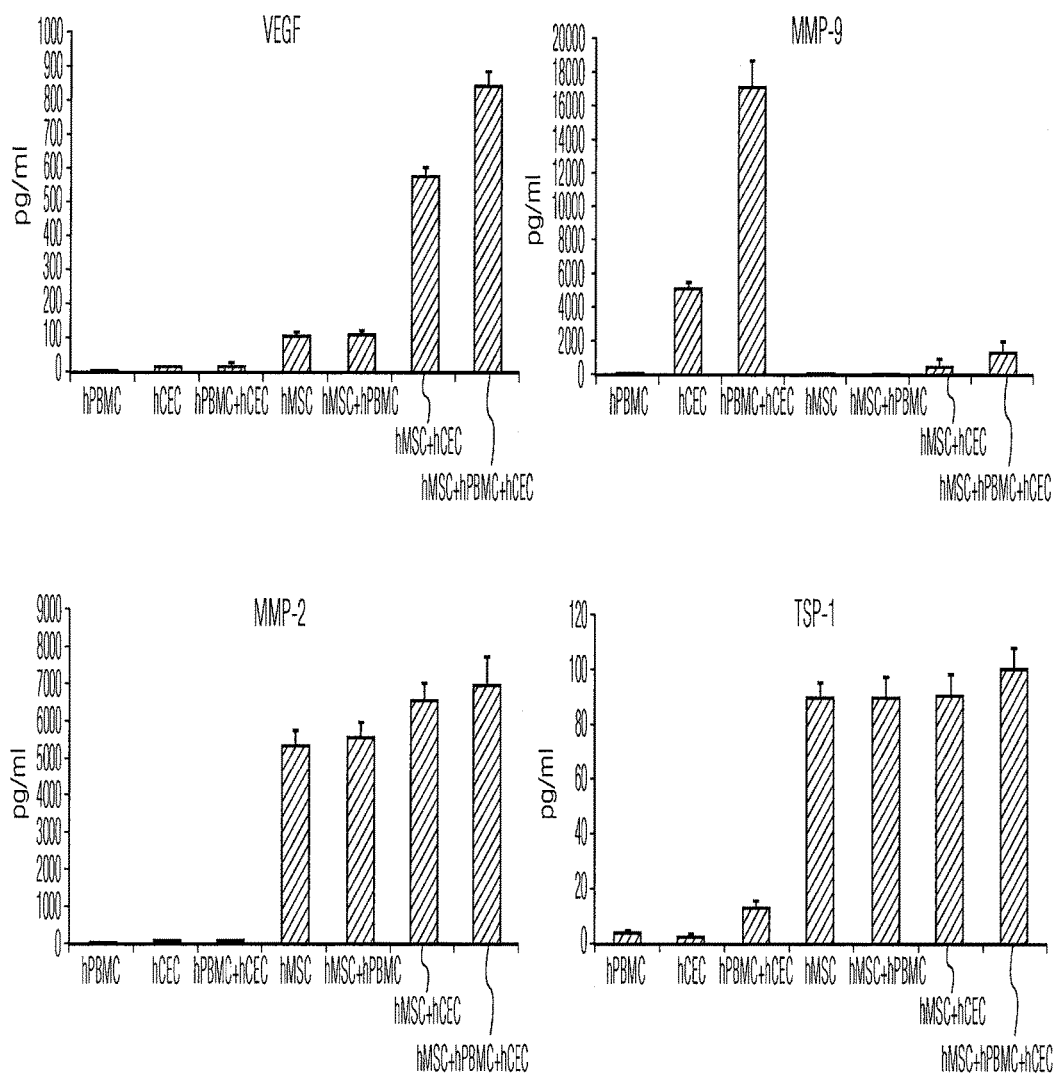 VEGF
1000
900
800
700
600
500
400
300
200
100
0
pg/ml
hPBMC
hCEC
hPBMC+hCEC
hMSC
hMSC+hPBMC
hMSC+hCEC
hMSC+hPBMC+hCEC
MMP-9
20000
18000
16000
14000
12000
10000
8000
6000
4000
2000
0
pg/ml
hPBMC
hCEC
hPBMC+hCEC
hMSC
hMSC+hPBMC
hMSC+hCEC
hMSC+hPBMC+hCEC
MMP-2
9000
8000
7000
6000
5000
4000
3000
2000
1000
0
pg/ml
hPBMC
hCEC
hPBMC+hCEC
hMSC
hMSC+hPBMC
hMSC+hCEC
hMSC+hPBMC+hCEC
TSP-1
120
100
80
60
40
20
0
pg/ml
hPBMC
hCEC
hPBMC+hCEC
hMSC
hMSC+hPBMC
hMSC+hCEC
hMSC+hPBMC+hCEC